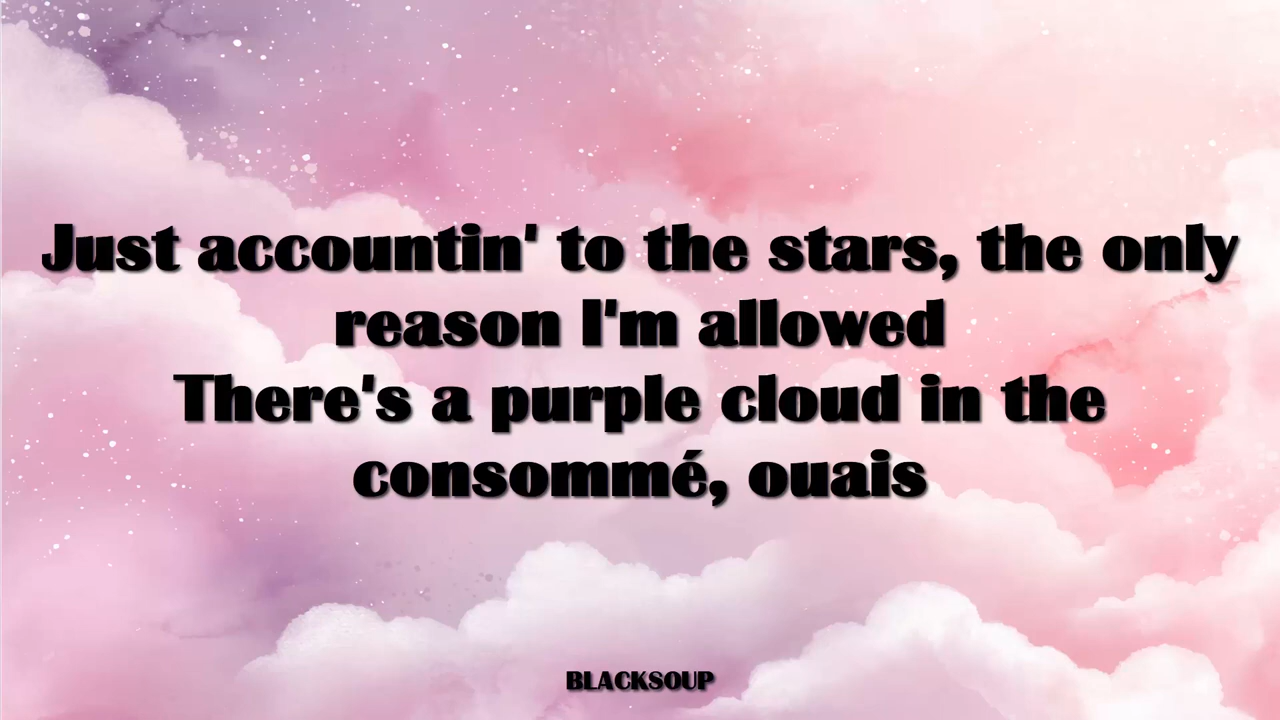 Just accountin' to the stars, the only
reason I'm allowed
There's a purple cloud in the
consommé, ouais
BLACKSOUP